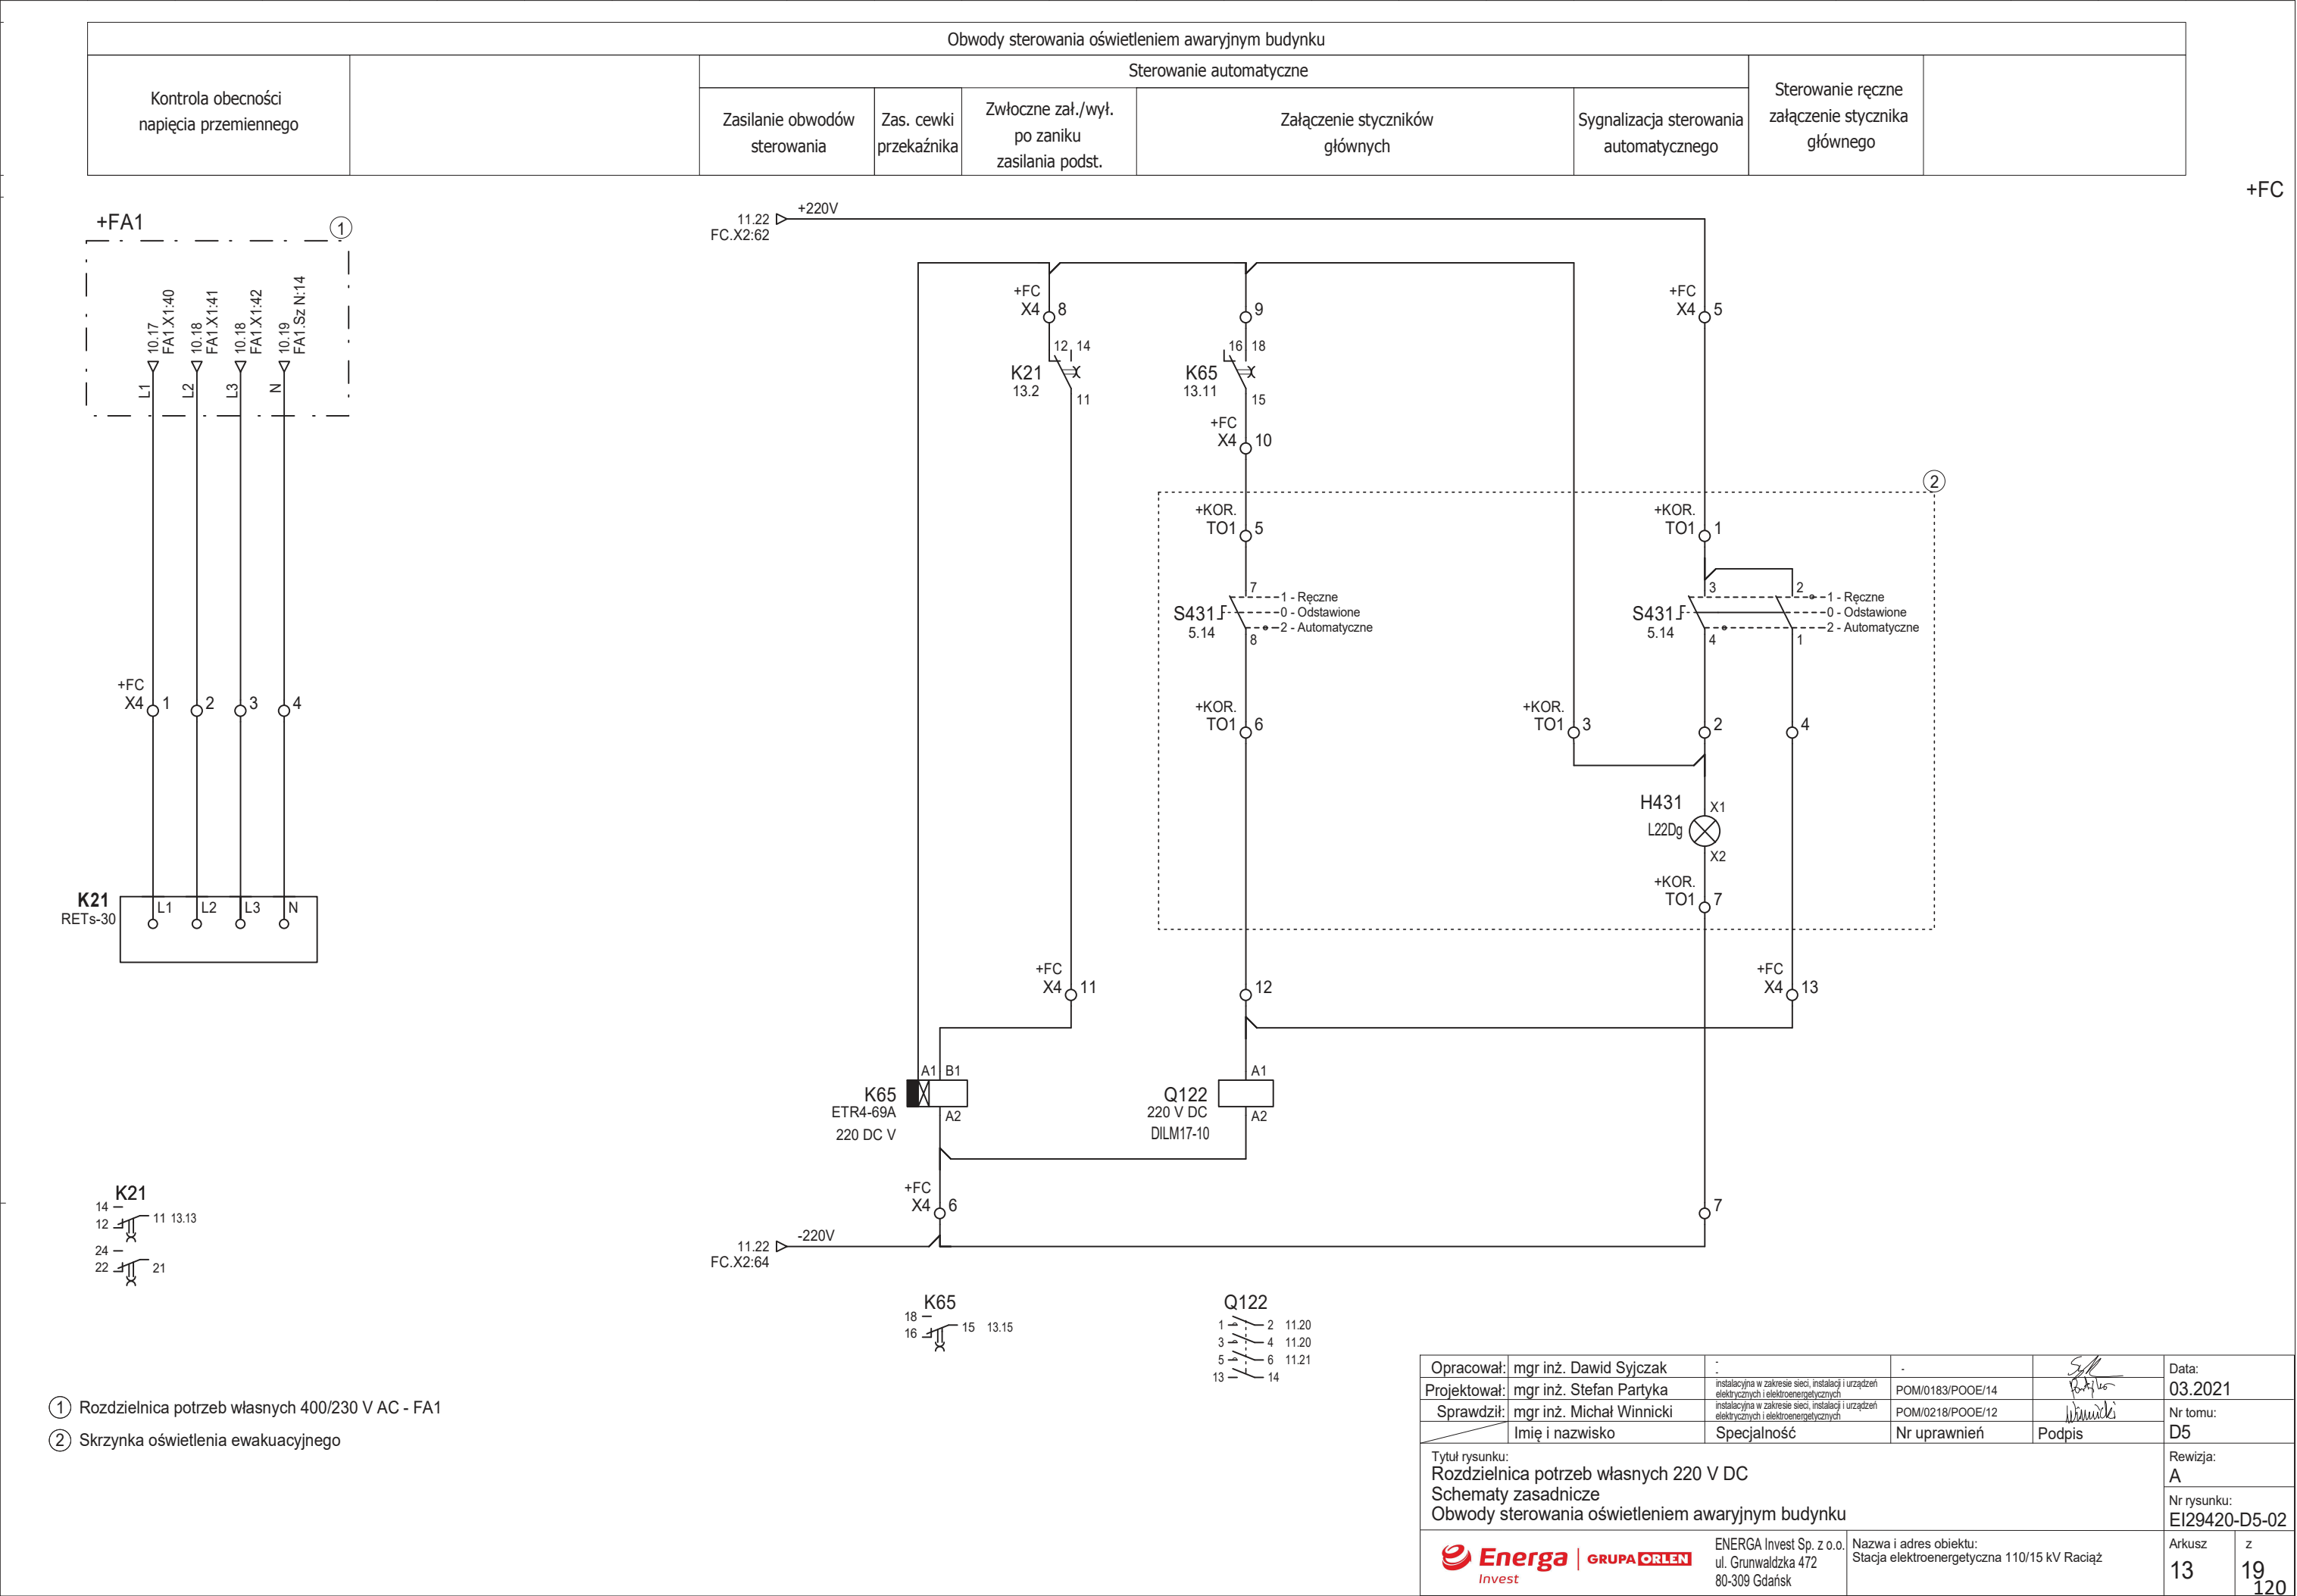 Obwody sterowania oświetleniem awaryjnym budynku
Kontrola obecności
napięcia przemiennego
Sterowanie automatyczne
Zasilanie obwodów
sterowania
Zas. cewki
przekaźnika
Zwłoczne zał./wył.
po zaniku
zasilania podst.
Załączenie styczników
głównych
Sygnalizacja sterowania
automatycznego
Sterowanie ręczne
załączenie stycznika
głównego
+FC
+FA1
1
10.17
FA1.X1:40
10.18
FA1.X1:41
10.18
FA1.X1:42
10.19
FA1.Sz N:14
L1
L2
L3
N
+FC
X4 1
2
3
4
K21
RETs-30
L1
L2
L3
N
11.22
FC.X2:62
+220V
+FC
X4 8
12 14
K21
13.2
11
9
16 18
K65
13.11
15
+FC
X4 10
+FC
X4 5
2
+KOR.
TO1 5
7
S431
5.14
1 - Ręczne
0 - Odstawione
2 - Automatyczne
8
+KOR.
TO1 6
+KOR.
TO1 1
3
2
S431
5.14
1 - Ręczne
0 - Odstawione
2 - Automatyczne
4
1
+KOR.
TO1 3
2
4
H431
L22Dg
X1
X2
+KOR.
TO1 7
+FC
X4 11
12
+FC
X4 13
K65
ETR4-69A
220 DC V
A1 B1
A2
Q122
220 V DC
DILM17-10
A1
A2
+FC
X4 6
7
11.22
FC.X2:64
-220V
K21
14
12
11 13.13
24
22
21
K65
18
16
15 13.15
Q122
1 2 11.20
3 4 11.20
5 6 11.21
13 14
1 Rozdzielnica potrzeb własnych 400/230 V AC - FA1
2 Skrzynka oświetlenia ewakuacyjnego
Opracował: mgr inż. Dawid Syjczak - -
Projektował: mgr inż. Stefan Partyka instalacyjna w zakresie sieci, instalacji i urządzeń
elektrycznych i elektroenergetycznych POM/0183/POOE/14
Sprawdził: mgr inż. Michał Winnicki instalacyjna w zakresie sieci, instalacji i urządzeń
elektrycznych i elektroenergetycznych POM/0218/POOE/12 Winnicki
Imię i nazwisko Specjalność Nr uprawnień Podpis
Data:
03.2021
Nr tomu:
D5
Tytuł rysunku:
Rozdzielnica potrzeb własnych 220 V DC
Schematy zasadnicze
Obwody sterowania oświetleniem awaryjnym budynku
Rewizja:
A
Nr rysunku:
EI29420-D5-02
Energa
Invest
GRUPA ORLEN
ENERGA Invest Sp. z o.o.
ul. Grunwaldzka 472
80-309 Gdańsk
Nazwa i adres obiektu:
Stacja elektroenergetyczna 110/15 kV Raciąż
Arkusz
13
z
19
120